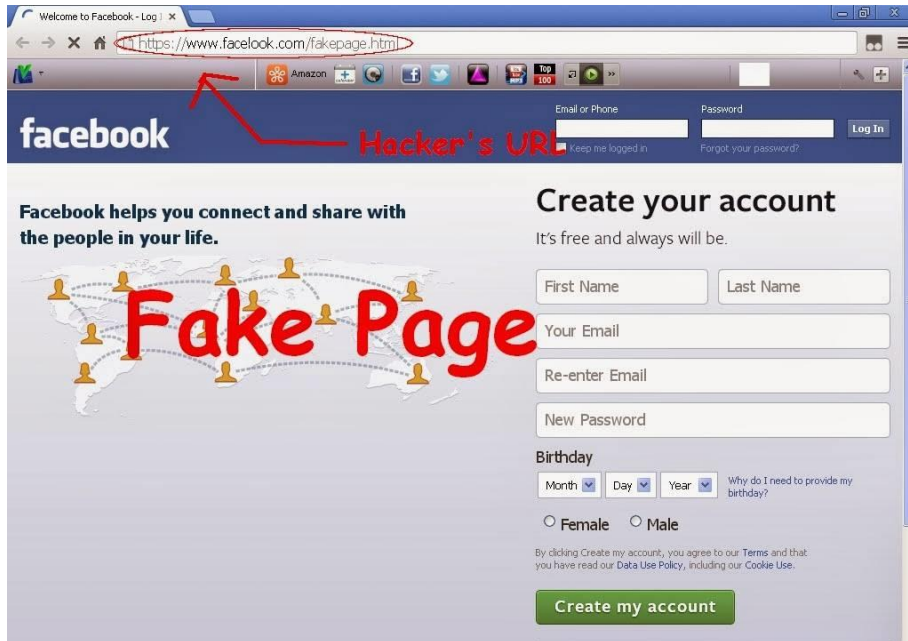 Welcome to Facebook - Log
https://www.facelook.com/fakepage.html
Amazon
Top
100
facebook
Hacker's URL
Email or Phone
Password
Log In
Keep me logged in
Forgot your password?
Facebook helps you connect and share with
the people in your life.
Fake Page
Create your account
It's free and always will be.
First Name
Last Name
Your Email
Re-enter Email
New Password
Birthday
Month
Day
Year
Why do I need to provide my
birthday?
Female
Male
By clicking Create my account, you agree to our Terms and that
you have read our Data Use Policy, including our Cookie Use.
Create my account